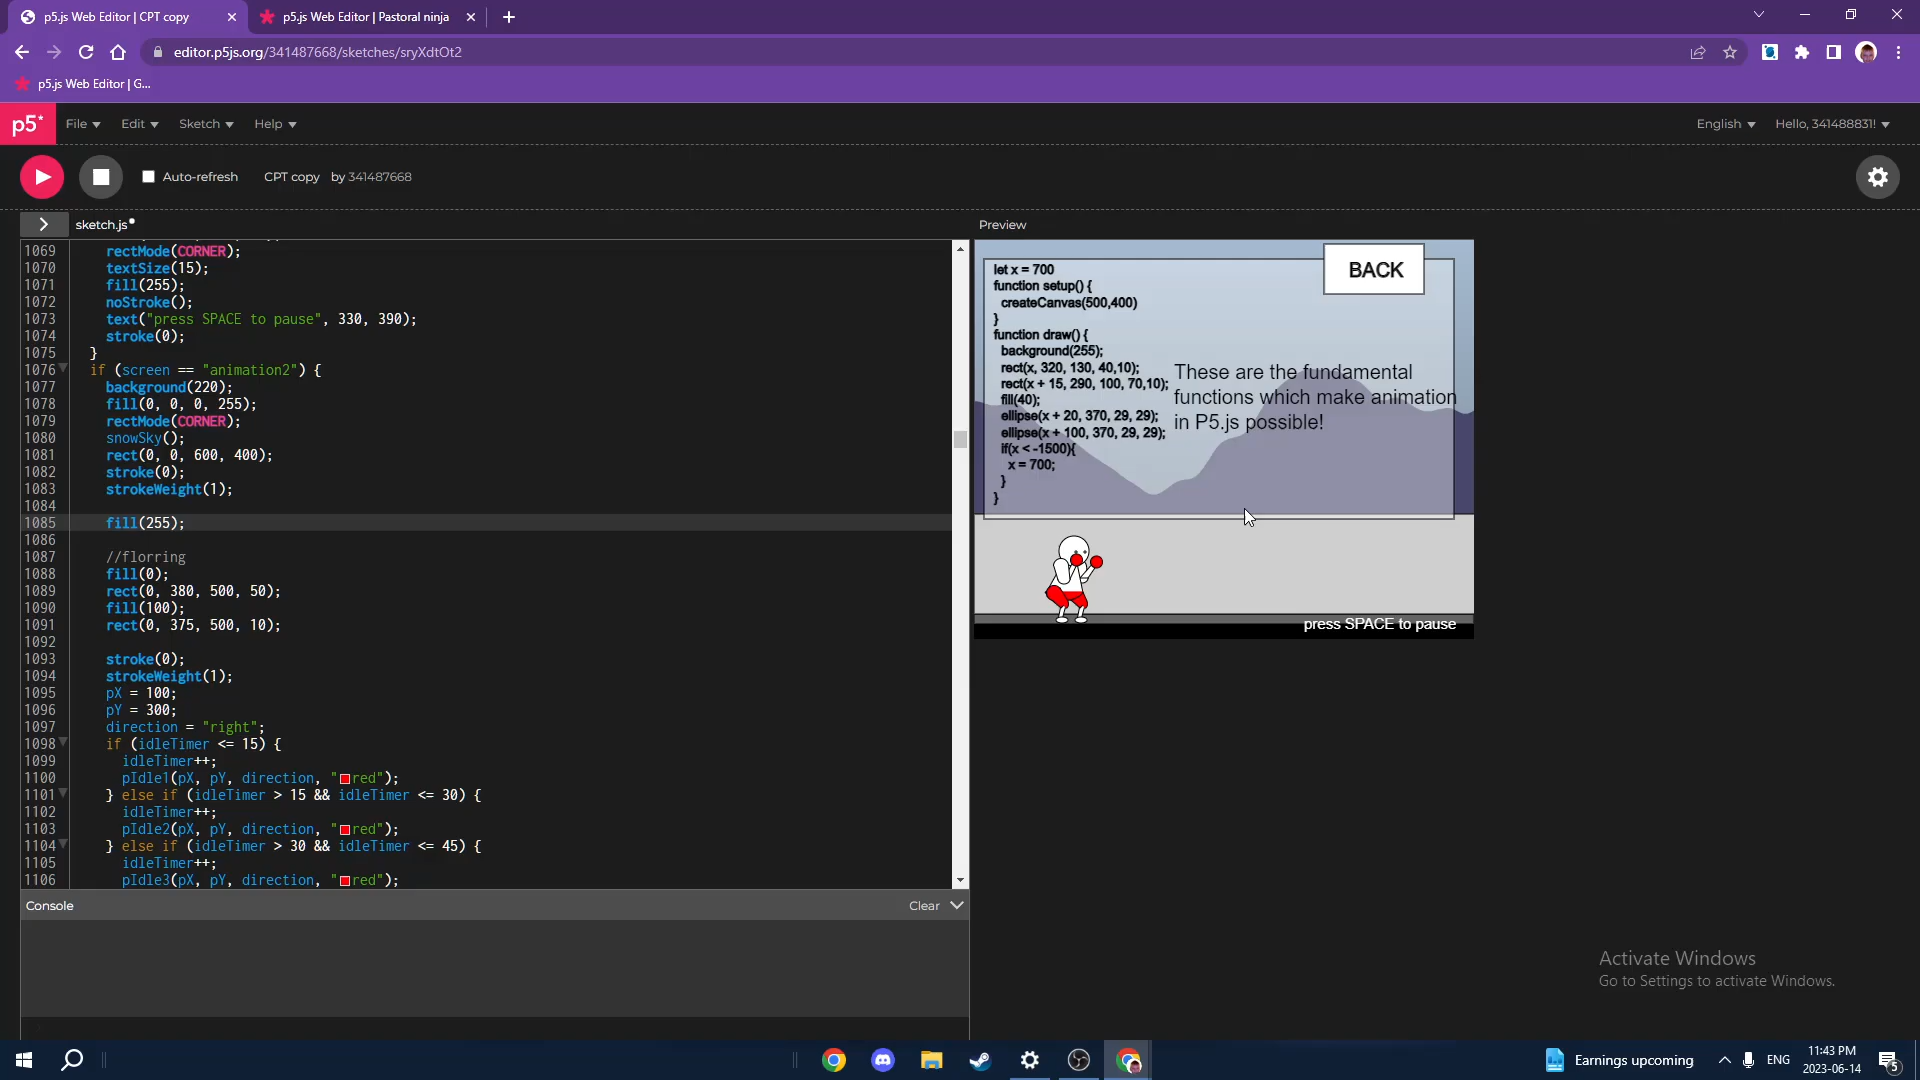 p5.js Web Editor | CPT copy
p5.js Web Editor | Pastoral ninja
editor.p5js.org/341487668/sketches/sryXdtOt2
p5.js Web Editor | G...
p5*
File
Edit
Sketch
Help
English
Hello, 341488831!
Auto-refresh
CPT copy
by 341487668
sketch.js
Preview
1069 rectMode(CORNER);
1070 textSize(15);
1071 fill(255);
1072 noStroke();
1073 text("press SPACE to pause", 330, 390);
1074 stroke(0);
1075 }
1076 if (screen == "animation2") {
1077 background(220);
1078 fill(0, 0, 0, 255);
1079 rectMode(CORNER);
1080 snowSky();
1081 rect(0, 0, 600, 400);
1082 stroke(0);
1083 strokeWeight(1);
1084
1085 fill(255);
1086
1087 //florring
1088 fill(0);
1089 rect(0, 380, 500, 50);
1090 fill(100);
1091 rect(0, 375, 500, 10);
1092
1093 stroke(0);
1094 strokeWeight(1);
1095 pX = 100;
1096 pY = 300;
1097 direction = "right";
1098 if (idleTimer <= 15) {
1099 idleTimer++;
1100 pIdle1(pX, pY, direction, "red");
1101 } else if (idleTimer > 15 && idleTimer <= 30) {
1102 idleTimer++;
1103 pIdle2(pX, pY, direction, "red");
1104 } else if (idleTimer > 30 && idleTimer <= 45) {
1105 idleTimer++;
1106 pIdle3(pX, pY, direction, "red");
Console
Clear
let x = 700
function setup() {
createCanvas(500,400)
}
function draw() {
background(255);
rect(x, 320, 130, 40,10);
rect(x + 15, 290, 100, 70,10);
fill(40);
ellipse(x + 20, 370, 29, 29);
ellipse(x + 100, 370, 29, 29);
if(x < -1500){
x = 700;
}
}
BACK
These are the fundamental
functions which make animation
in P5.js possible!
press SPACE to pause
Activate Windows
Go to Settings to activate Windows.
Earnings upcoming
ENG
11:43 PM
2023-06-14
5